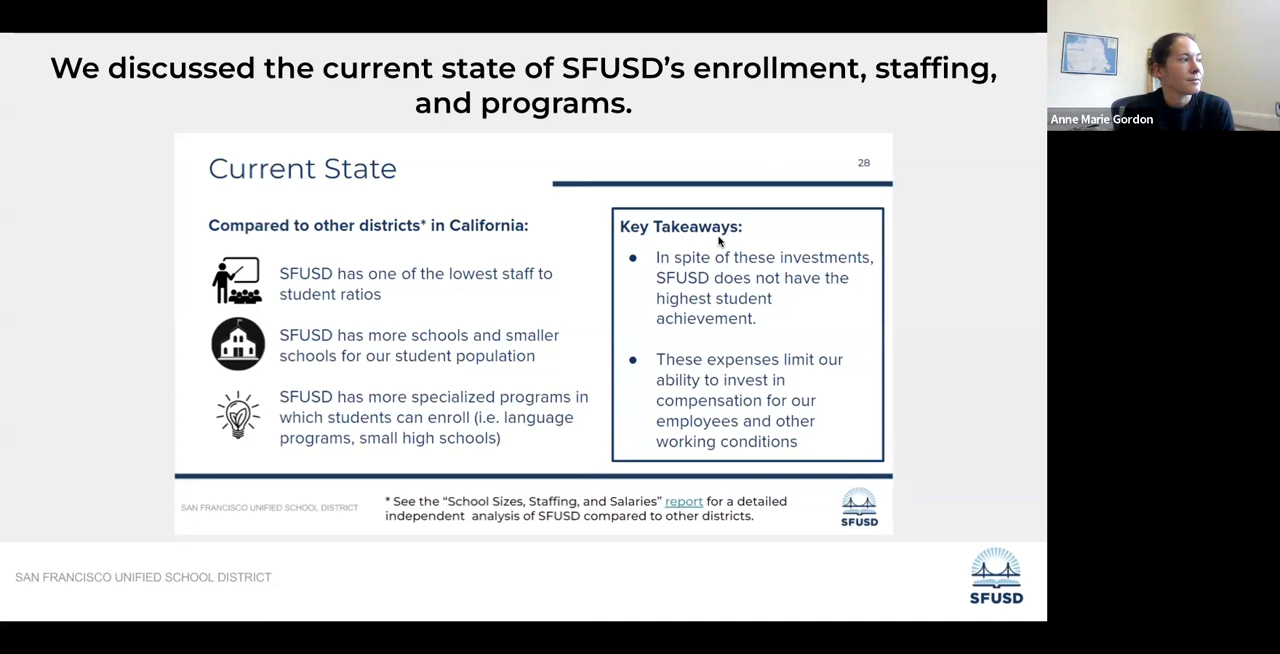 We discussed the current state of SFUSD's enrollment, staffing,
and programs.
Current State
28
Compared to other districts* in California:
SFUSD has one of the lowest staff to
student ratios
SFUSD has more schools and smaller
schools for our student population
SFUSD has more specialized programs in
which students can enroll (i.e. language
programs, small high schools)
Key Takeaways:
● In spite of these investments,
SFUSD does not have the
highest student
achievement.
● These expenses limit our
ability to invest in
compensation for our
employees and other
working conditions
SAN FRANCISCO UNIFIED SCHOOL DISTRICT
* See the “School Sizes, Staffing, and Salaries” report for a detailed
independent analysis of SFUSD compared to other districts.
SFUSD
SAN FRANCISCO UNIFIED SCHOOL DISTRICT
SFUSD
Anne Marie Gordon